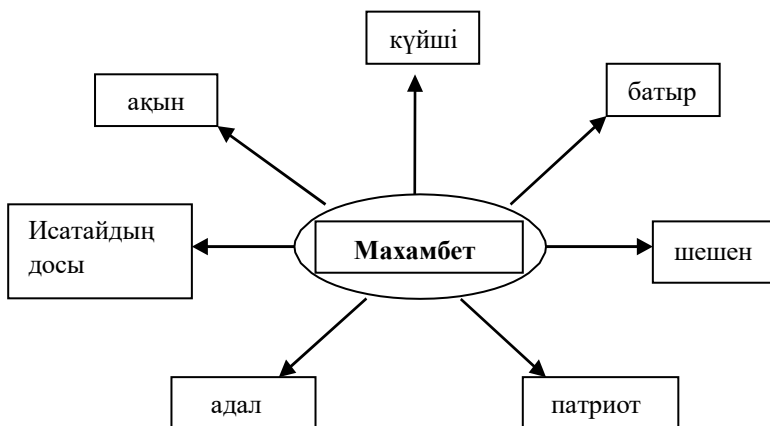 күйші
ақын
батыр
Исатайдың
досы
Махамбет
шешен
адал
патриот